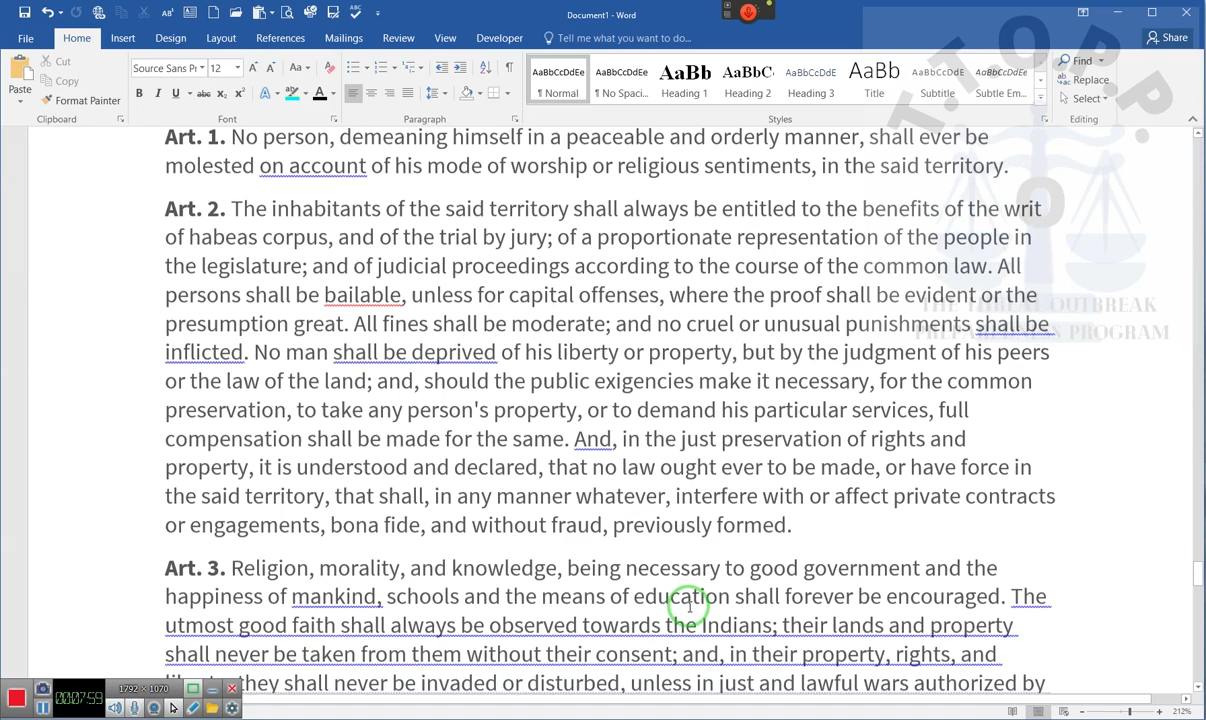 Document1 - Word
File Home Insert Design Layout References Mailings Review View Developer Tell me what you want to do... Share
Paste Cut Copy Format Painter
Clipboard
Source Sans P 12
Font
Paragraph
AaBbCcDdEe AaBbCcDdEe AaBb AaBbC AaBbCcDdE AaBb AaBbCcDdEe AaBbCcDdEe
¶ Normal ¶ No Spaci... Heading 1 Heading 2 Heading 3 Title Subtitle Subtle Em...
Styles
Find
Replace
Select
Editing
T.T.O.P.P.
O
THE TRIBAL OUTBREAK
PREPAREDNESS PROGRAM
Art. 1. No person, demeaning himself in a peaceable and orderly manner, shall ever be
molested on account of his mode of worship or religious sentiments, in the said territory.
Art. 2. The inhabitants of the said territory shall always be entitled to the benefits of the writ
of habeas corpus, and of the trial by jury; of a proportionate representation of the people in
the legislature; and of judicial proceedings according to the course of the common law. All
persons shall be bailable, unless for capital offenses, where the proof shall be evident or the
presumption great. All fines shall be moderate; and no cruel or unusual punishments shall be
inflicted. No man shall be deprived of his liberty or property, but by the judgment of his peers
or the law of the land; and, should the public exigencies make it necessary, for the common
preservation, to take any person's property, or to demand his particular services, full
compensation shall be made for the same. And, in the just preservation of rights and
property, it is understood and declared, that no law ought ever to be made, or have force in
the said territory, that shall, in any manner whatever, interfere with or affect private contracts
or engagements, bona fide, and without fraud, previously formed.
Art. 3. Religion, morality, and knowledge, being necessary to good government and the
happiness of mankind, schools and the means of education shall forever be encouraged. The
utmost good faith shall always be observed towards the Indians; their lands and property
shall never be taken from them without their consent; and, in their property, rights, and
they shall never be invaded or disturbed, unless in just and lawful wars authorized by
00:07:59 1792 x 1070
212%